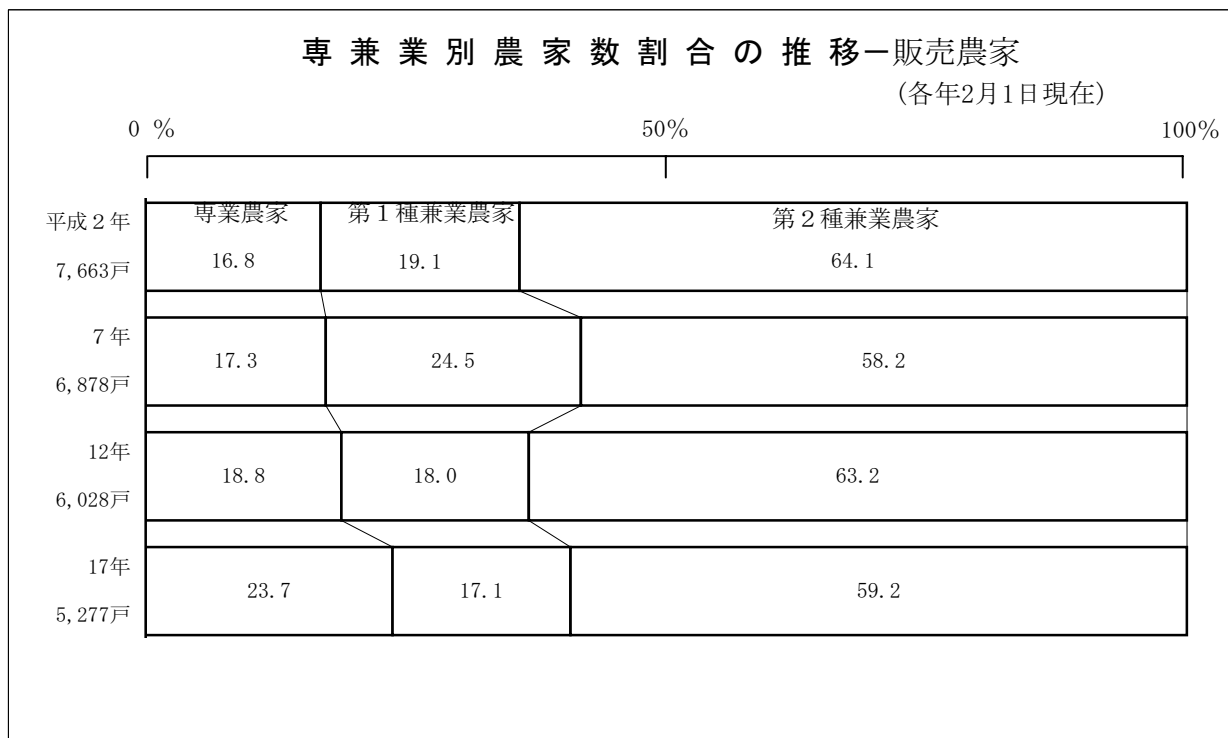 専 兼 業 別 農 家 数 割 合 の 推 移－販売農家
(各年2月1日現在)
0 % 50% 100%
平成２年 専業農家 第１種兼業農家 第２種兼業農家
7,663戸 16.8 19.1 64.1
７年
17.3 24.5 58.2
6,878戸
12年
18.8 18.0 63.2
6,028戸
17年
23.7 17.1 59.2
5,277戸